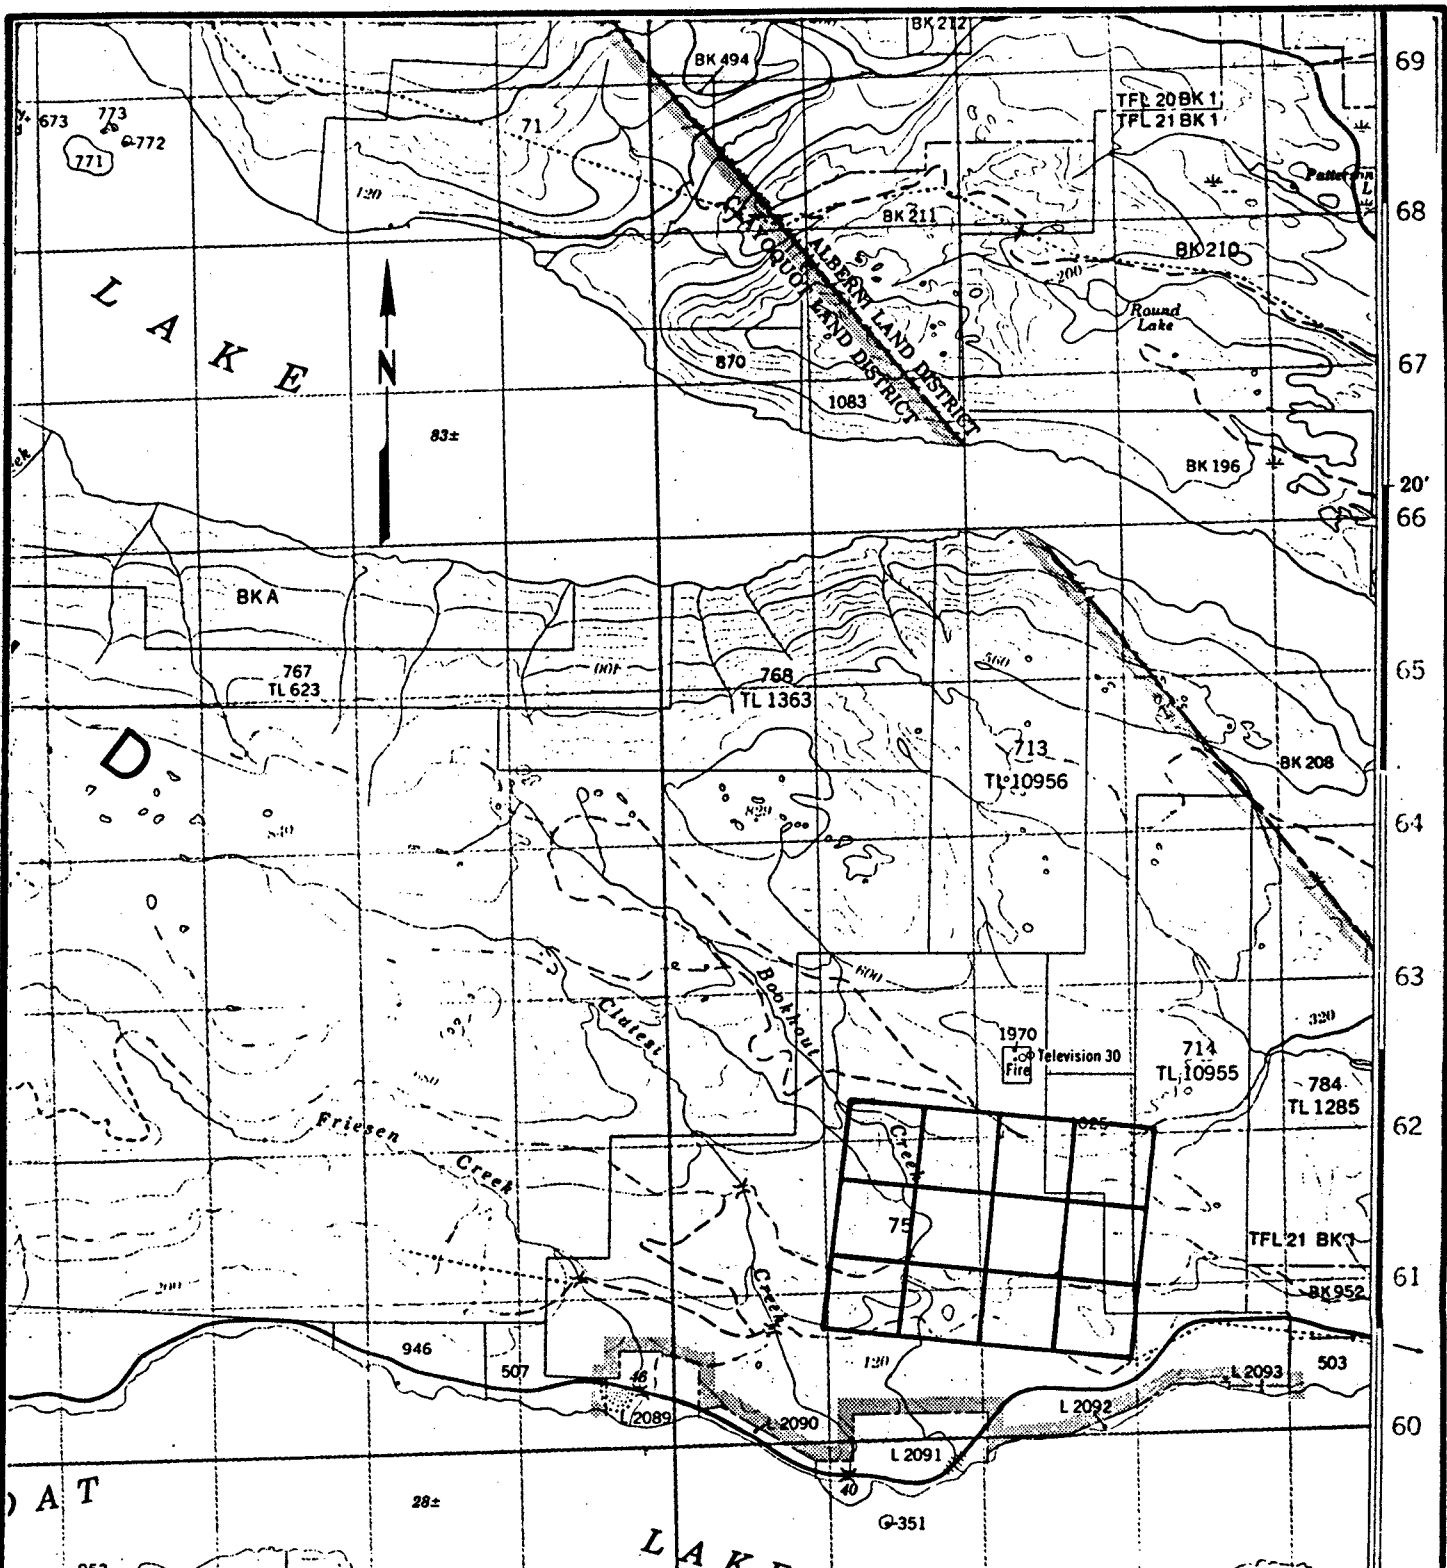 BK 212
69
BK 494
TFL 20 BK 1
TFL 21 BK 1
673
773
772
771
71
120
68
BK 211
BK 210
200
CLAYOQUOT LAND DISTRICT
ALBERNI LAND DISTRICT
L A K E
N
Round
Lake
870
67
1083
83±
BK 196
20'
66
BK A
767
TL 623
400
768
TL 1363
560
65
D
713
TL 10956
BK 208
840
829
64
600
63
Bookhout
Clutesi
320
1970
Television 30
Fire
714
TL 10955
784
TL 1285
680
Friesen
62
Creek
Creek
75
TFL 21 BK 1
61
Creek
200
BK 952
946
507
120
503
46
L 2093
L 2089
L 2090
L 2092
L 2091
60
40
A T
28±
351
L A K E